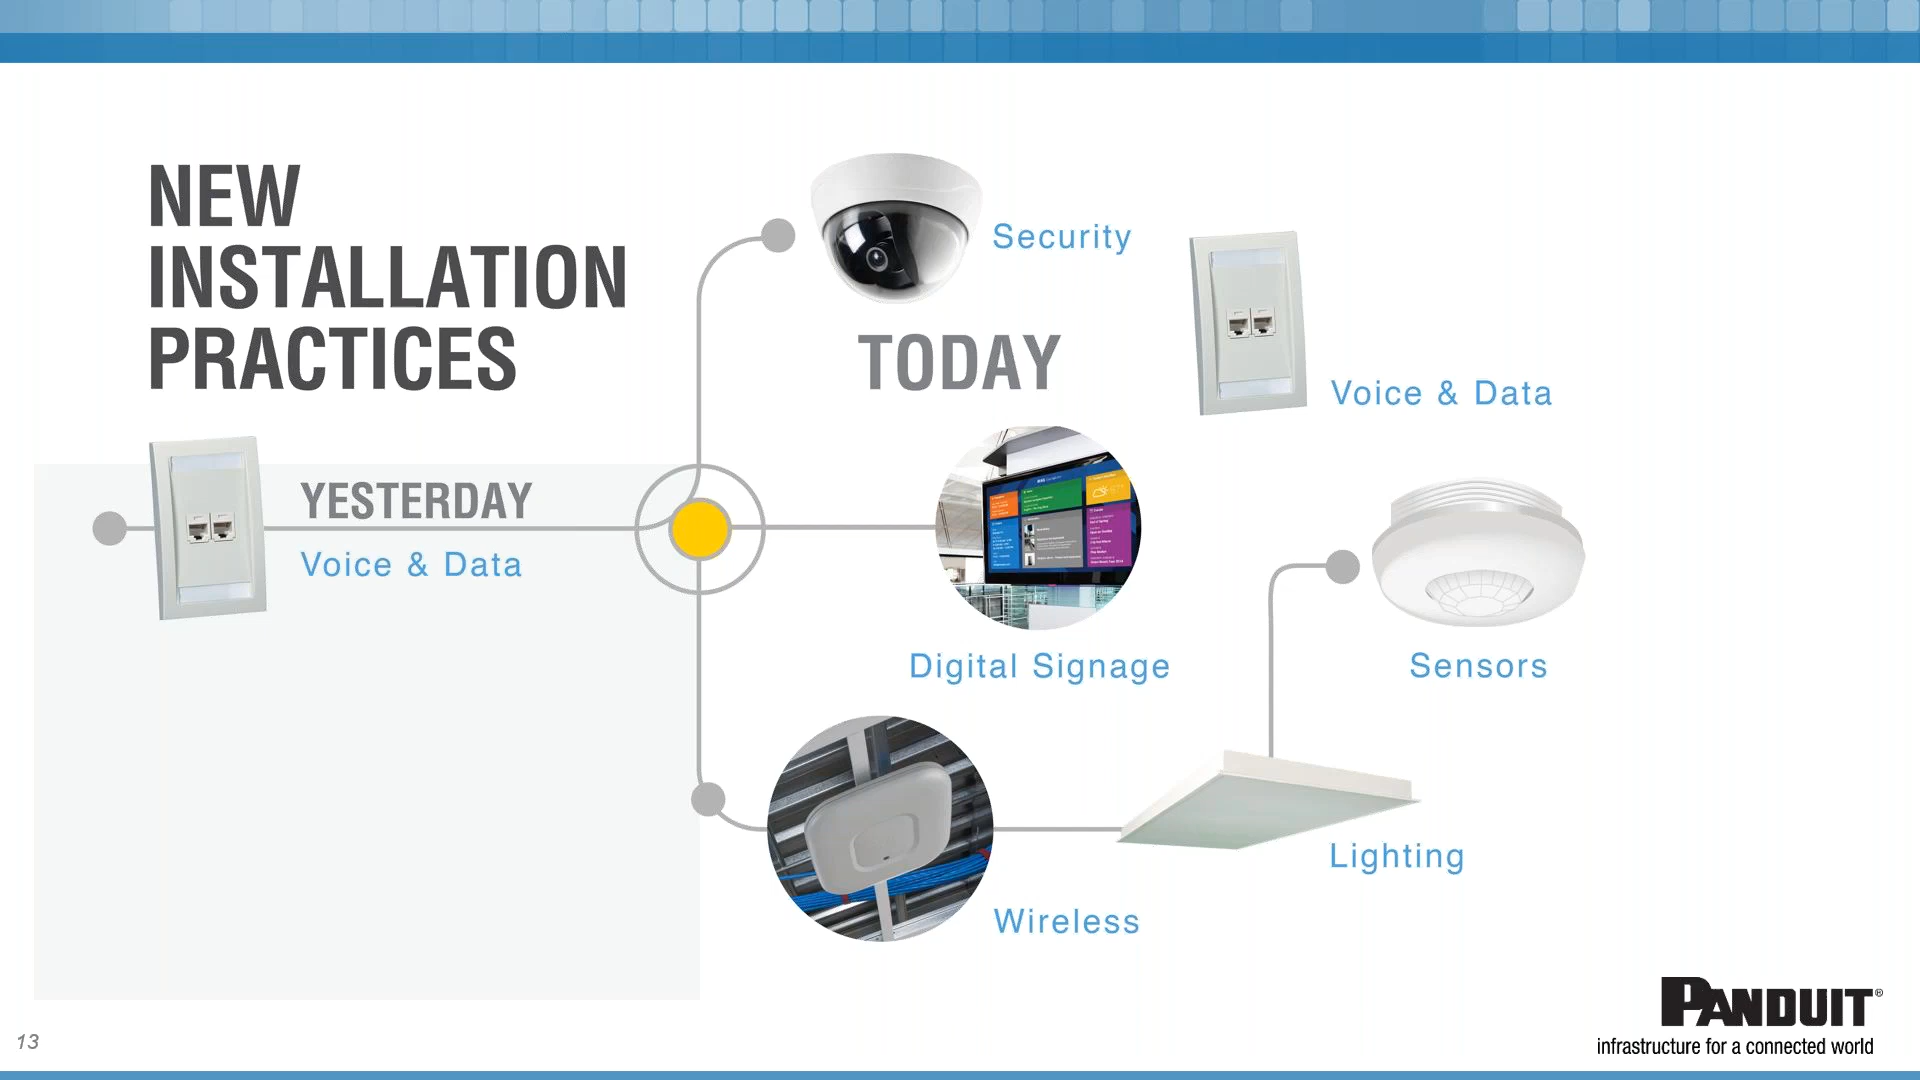 NEW
INSTALLATION
PRACTICES
Security
TODAY
Voice & Data
YESTERDAY
Voice & Data
Digital Signage
Sensors
Lighting
Wireless
PANDUIT®
infrastructure for a connected world
13